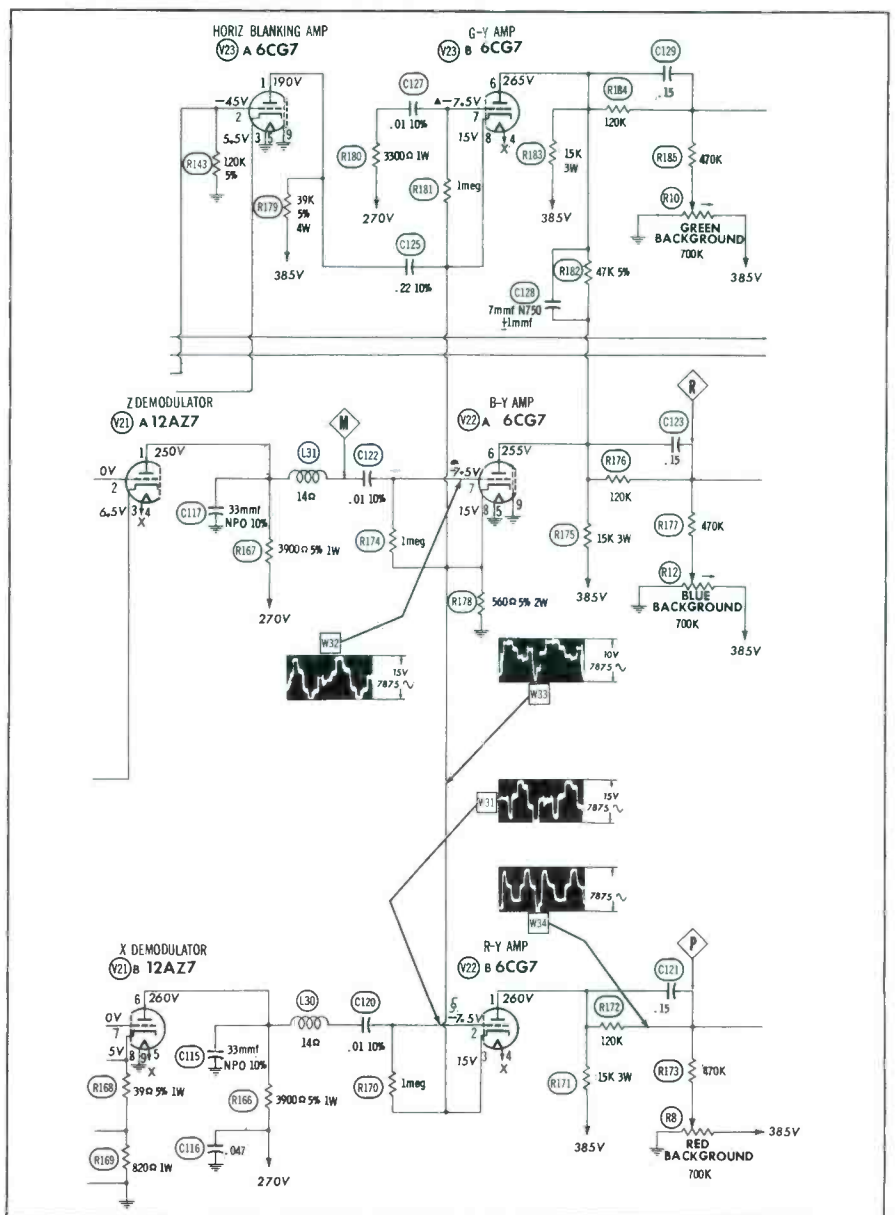 HORIZ BLANKING AMP
V23 A 6CG7
G-Y AMP
V23 B 6CG7
1 190V
-45V
2
5.5V
3 5 9
R143
120K
5%
R179
39K
5%
4W
385V
C127
.01 10%
R180
3300Ω 1W
270V
R181
1meg
C125
.22 10%
6 265V
▲-7.5V
7
15V
8 4
X
R183
15K
3W
385V
R184
120K
C129
.15
R185
470K
R10
GREEN
BACKGROUND
700K
385V
R182
47K 5%
C128
7mmf N750
±1mmf
Z DEMODULATOR
V21 A 12AZ7
1 250V
0V
2
6.5V
3 4
X
C117
33mmf
NPO 10%
L31
14Ω
M
C122
.01 10%
R167
3900Ω 5% 1W
270V
R174
1meg
B-Y AMP
V22 A 6CG7
6 255V
-7.5V
7
15V
8 5 9
R178
560Ω 5% 2W
R
C123
.15
R176
120K
R175
15K 3W
385V
R177
470K
R12
BLUE
BACKGROUND
700K
385V
W32
15V
7875 ~
10V
7875 ~
W33
W31
15V
7875 ~
7875 ~
W34
X DEMODULATOR
V21 B 12AZ7
6 260V
0V
7
5V
8 9 5
X
R168
39Ω 5% 1W
R169
820Ω 1W
C115
33mmf
NPO 10%
L30
14Ω
C120
.01 10%
R166
3900Ω 5% 1W
C116
.047
270V
R170
1meg
R-Y AMP
V22 B 6CG7
1 260V
-7.5V
2
15V
3 4
X
P
C121
.15
R172
120K
R171
15K 3W
385V
R173
470K
R8
RED
BACKGROUND
700K
385V